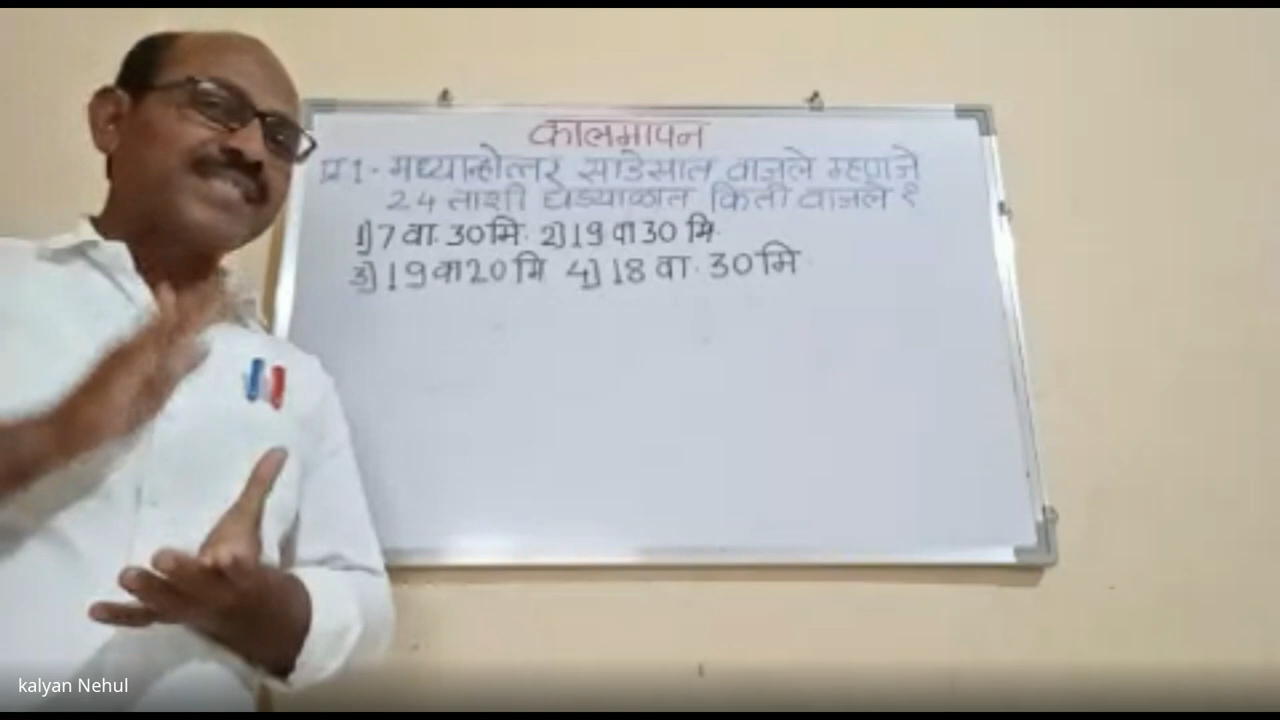 कालमापन
प्र 1 - मध्यान्होत्तर साडेसात वाजले म्हणजे
24 ताशी घड्याळात किती वाजले ?
1) 7 वा. 30 मि. 2) 19 वा 30 मि.
3) 19 वा 20 मि 4) 18 वा. 30 मि.
kalyan Nehul